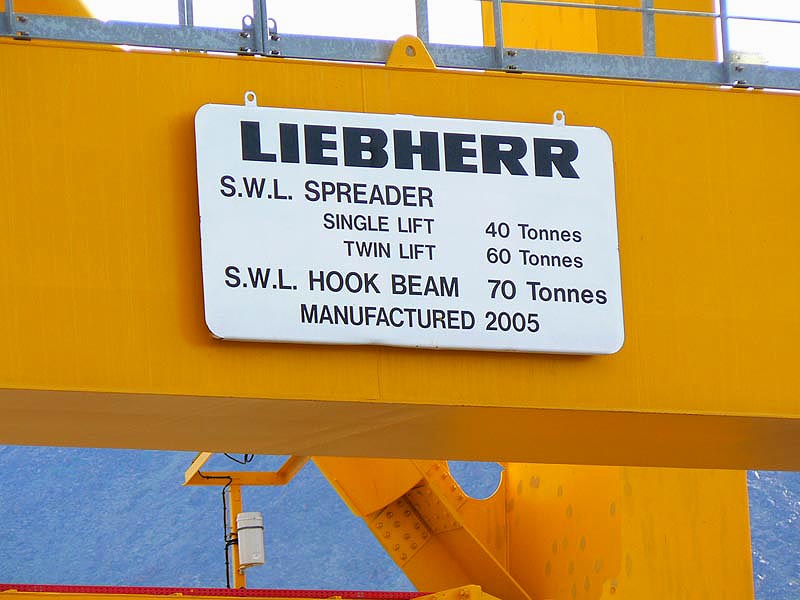 LIEBHERR
S.W.L. SPREADER
SINGLE LIFT 40 Tonnes
TWIN LIFT 60 Tonnes
S.W.L. HOOK BEAM 70 Tonnes
MANUFACTURED 2005